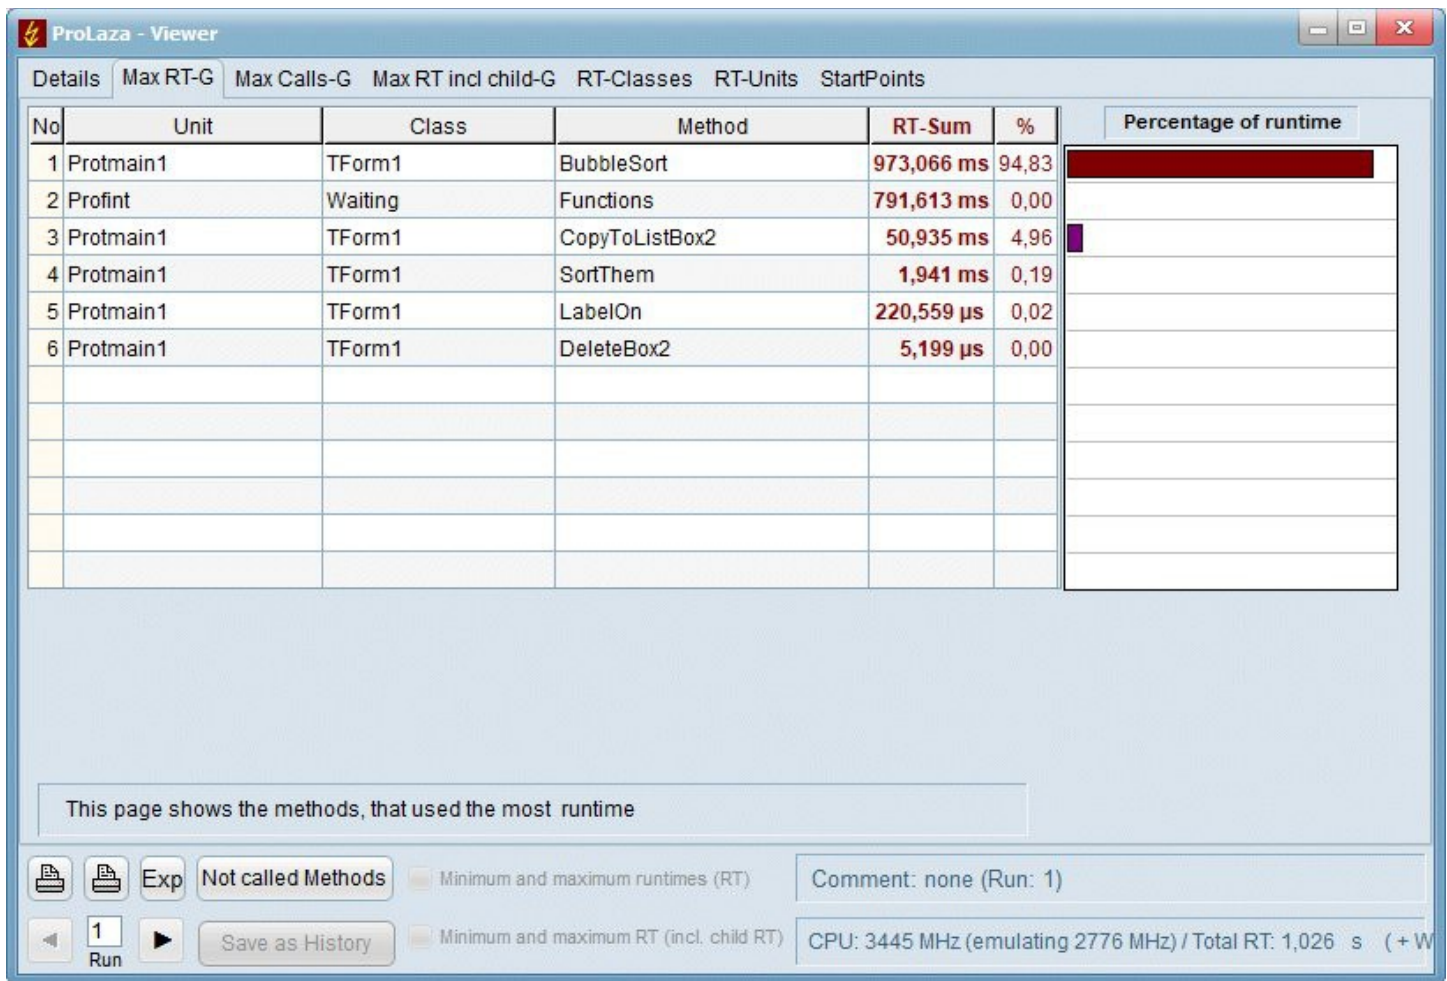 ProLaza - Viewer
Details Max RT-G Max Calls-G Max RT incl child-G RT-Classes RT-Units StartPoints
No Unit Class Method RT-Sum % Percentage of runtime
1 Protmain1 TForm1 BubbleSort 973,066 ms 94,83
2 Profint Waiting Functions 791,613 ms 0,00
3 Protmain1 TForm1 CopyToListBox2 50,935 ms 4,96
4 Protmain1 TForm1 SortThem 1,941 ms 0,19
5 Protmain1 TForm1 LabelOn 220,559 µs 0,02
6 Protmain1 TForm1 DeleteBox2 5,199 µs 0,00
This page shows the methods, that used the most runtime
Exp Not called Methods Minimum and maximum runtimes (RT) Comment: none (Run: 1)
1 Save as History Minimum and maximum RT (incl. child RT) CPU: 3445 MHz (emulating 2776 MHz) / Total RT: 1,026 s ( + W
Run